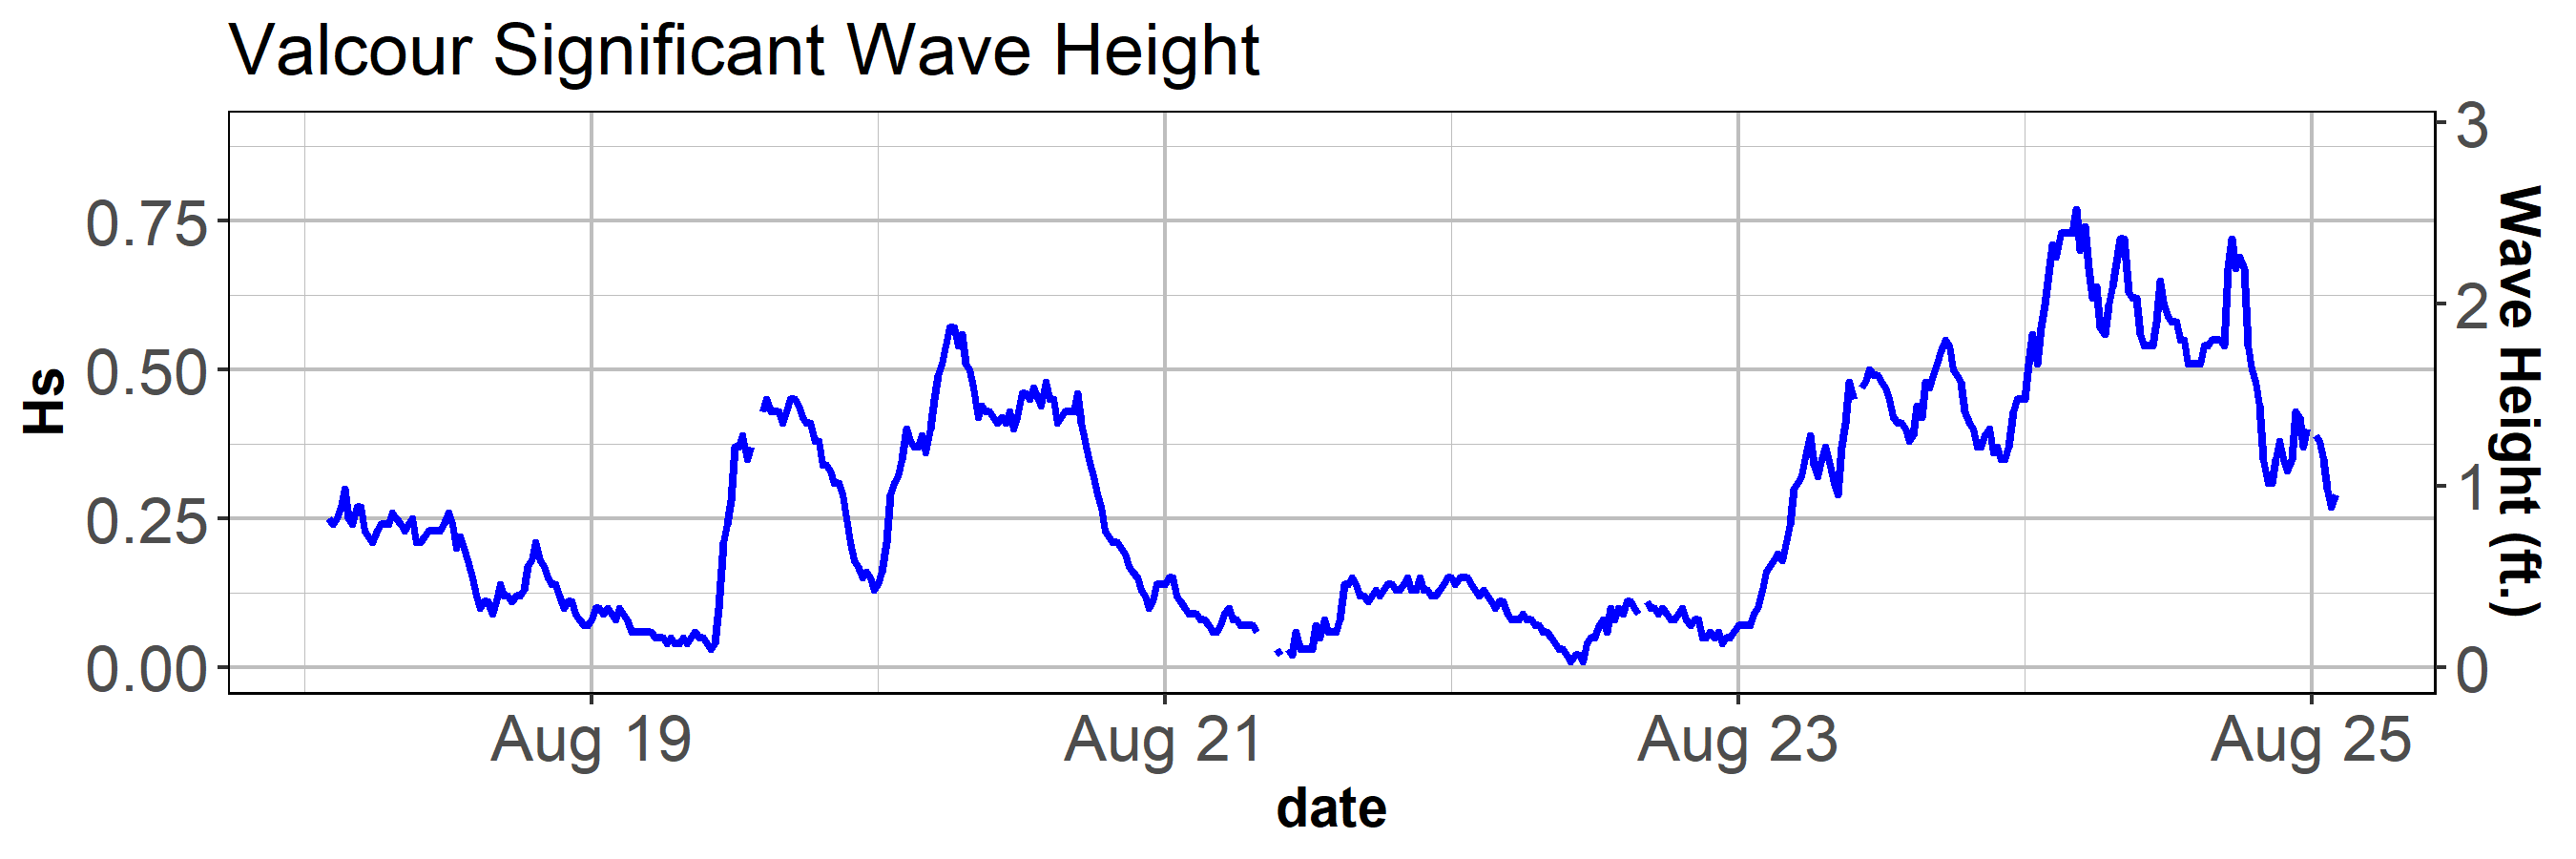 Valcour Significant Wave Height
Hs
0.75
0.50
0.25
0.00
3
2
1
0
Wave Height (ft.)
Aug 19 Aug 21 Aug 23 Aug 25
date